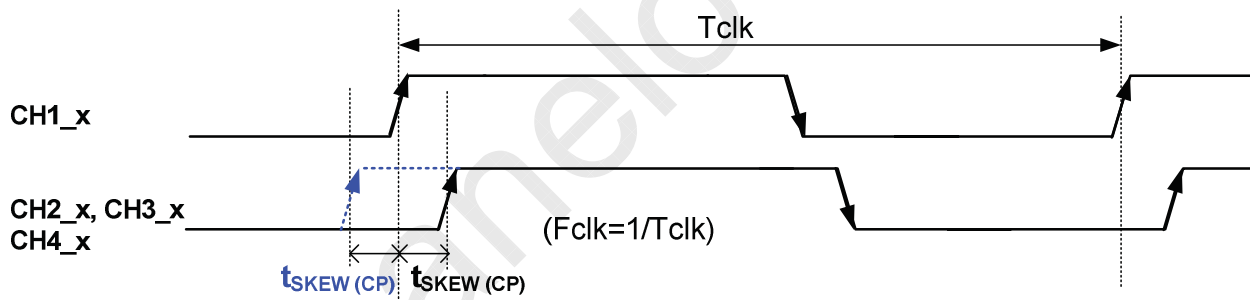 Tclk
CH1_x
CH2_x, CH3_x
CH4_x
(Fclk=1/Tclk)
tSKEW (CP) tSKEW (CP)